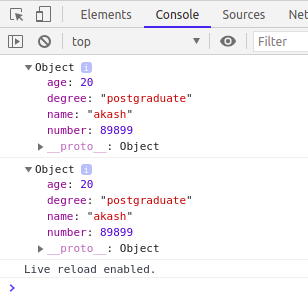 Elements Console Sources Net
top Filter
▼Object i
age: 20
degree: "postgraduate"
name: "akash"
number: 89899
▶__proto__: Object
▼Object i
age: 20
degree: "postgraduate"
name: "akash"
number: 89899
▶__proto__: Object
Live reload enabled.
>